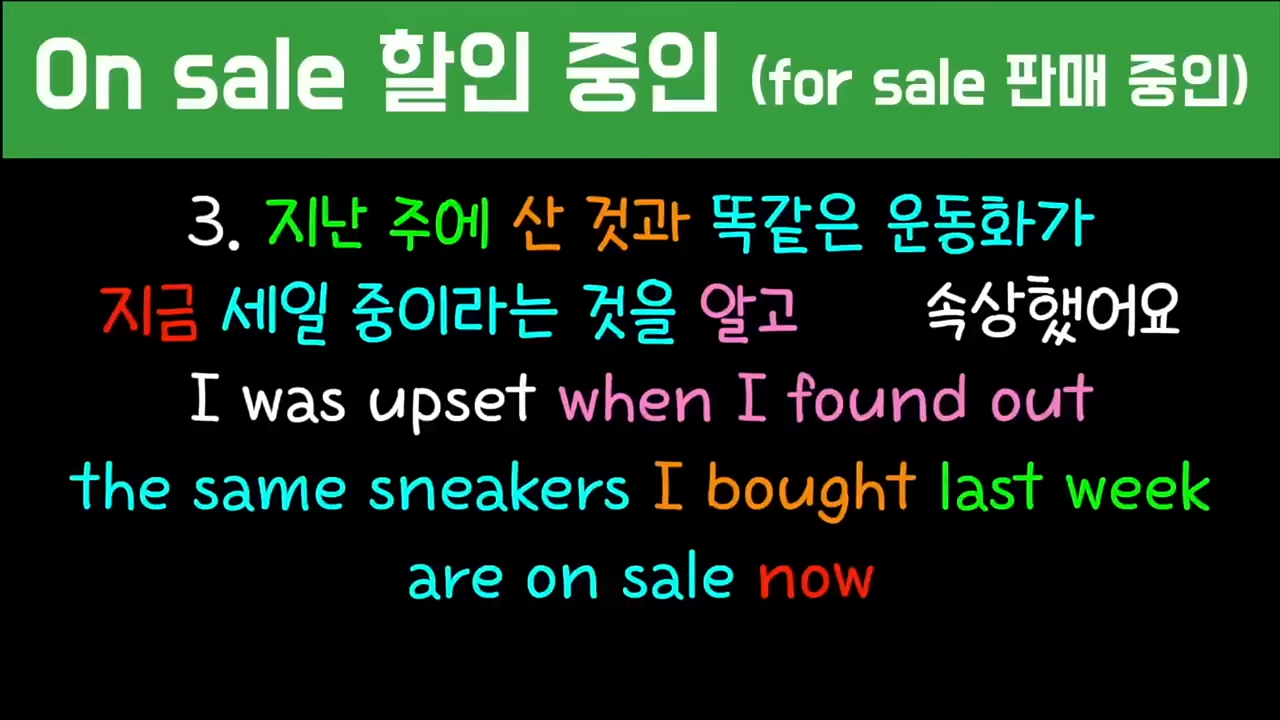 On sale 할인 중인 (for sale 판매 중인)
3. 지난 주에 산 것과 똑같은 운동화가
지금 세일 중이라는 것을 알고 속상했어요
I was upset when I found out
the same sneakers I bought last week
are on sale now